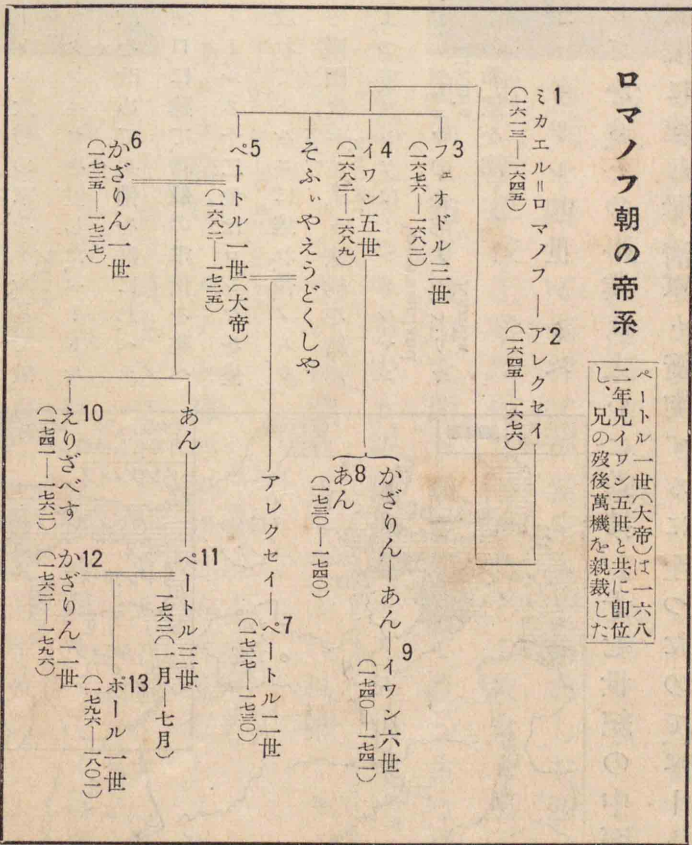 ロマノフ朝の帝系
ペートル一世(大帝)は一六八
二年兄イワン五世と共に卽位
し、兄の歿後萬機を親裁した
1 ミカエル=ロマノフ―アレクセイ 2
(一六一三―一六四五)
(一六四五―一六七六)
3 フェオドル三世
(一六七六―一六八二)
4 イワン五世
(一六八二―一六八九)
かざりん―あん―イワン六世 9
(一七四〇―一七四一)
8 あん
(一七三〇―一七四〇)
そふぃやえうどくしや
アレクセイ―ペートル二世 7
(一七二七―一七三〇)
5 ペートル一世(大帝)
(一六八二―一七二五)
6 かざりん一世
(一七二五―一七二七)
あん
11 ペートル三世
一七六二(一月―七月)
13 ポール一世
(一七九六―一八〇一)
10 えりざべす
(一七四一―一七六二)
12 かざりん二世
(一七六二―一七九六)